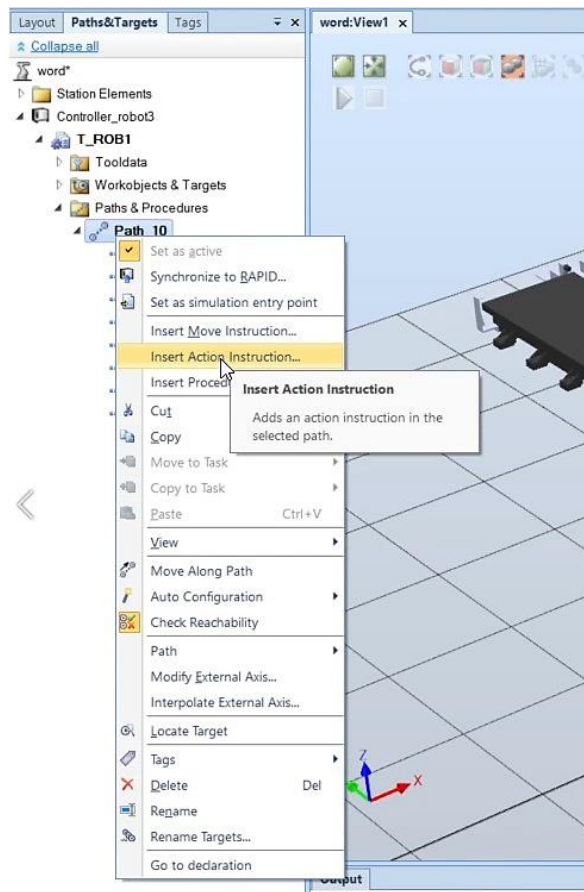 Layout Paths&Targets Tags
word:View1
Collapse all
word*
Station Elements
Controller_robot3
T_ROB1
Tooldata
Workobjects & Targets
Paths & Procedures
Path_10
Set as active
Synchronize to RAPID...
Set as simulation entry point
Insert Move Instruction...
Insert Action Instruction...
Insert Action Instruction
Adds an action instruction in the
selected path.
Insert
Cut
Copy
Move to Task
Copy to Task
Paste Ctrl+V
View
Move Along Path
Auto Configuration
Check Reachability
Path
Modify External Axis...
Interpolate External Axis...
Locate Target
Tags
Delete Del
Rename
Rename Targets...
Go to declaration
Z
X
Output